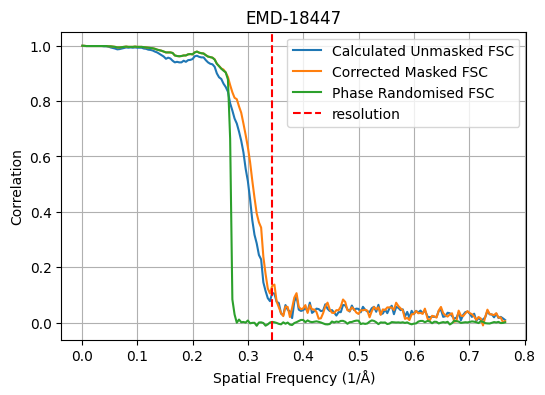 EMD-18447
Calculated Unmasked FSC
Corrected Masked FSC
Phase Randomised FSC
resolution
Correlation
1.0
0.8
0.6
0.4
0.2
0.0
0.0 0.1 0.2 0.3 0.4 0.5 0.6 0.7 0.8
Spatial Frequency (1/Å)